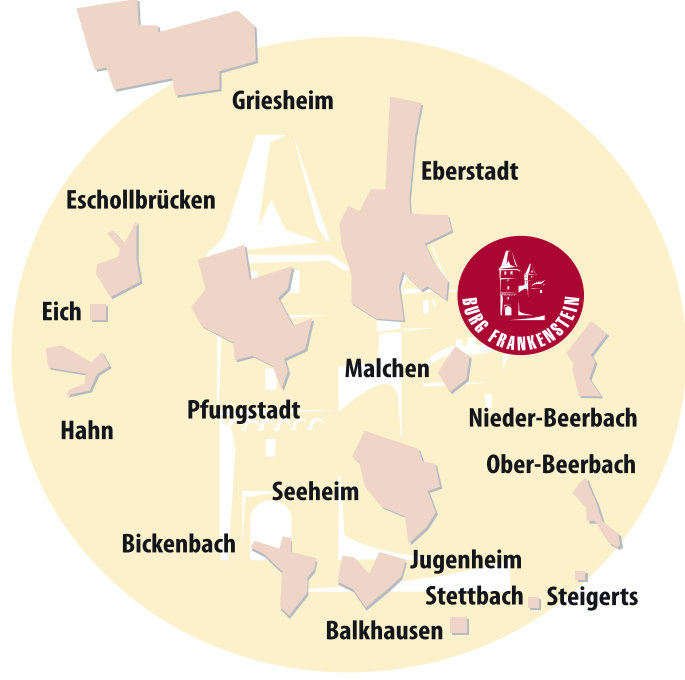 Griesheim
Eberstadt
Eschollbrücken
BURG FRANKENSTEIN
Eich
Malchen
Pfungstadt
Nieder-Beerbach
Hahn
Ober-Beerbach
Seeheim
Bickenbach
Jugenheim
Stettbach
Steigerts
Balkhausen